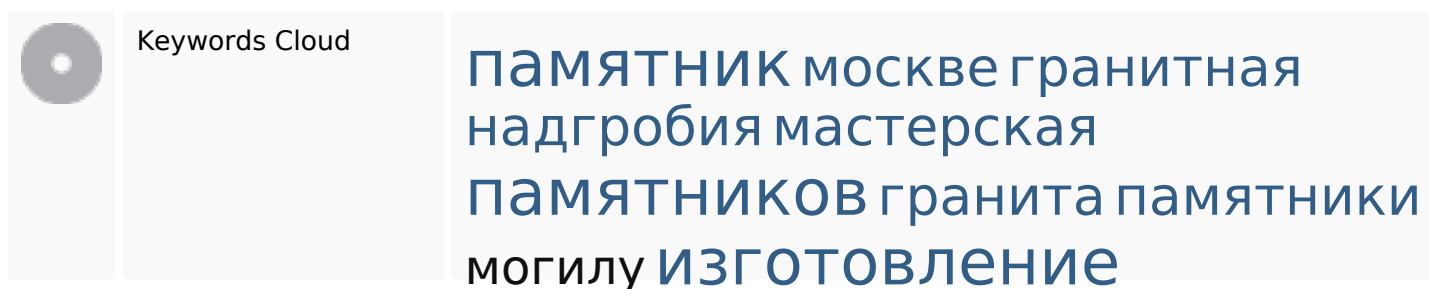 Keywords Cloud
памятник москве гранитная
надгробия мастерская
памятников гранита памятники
могилу изготовление